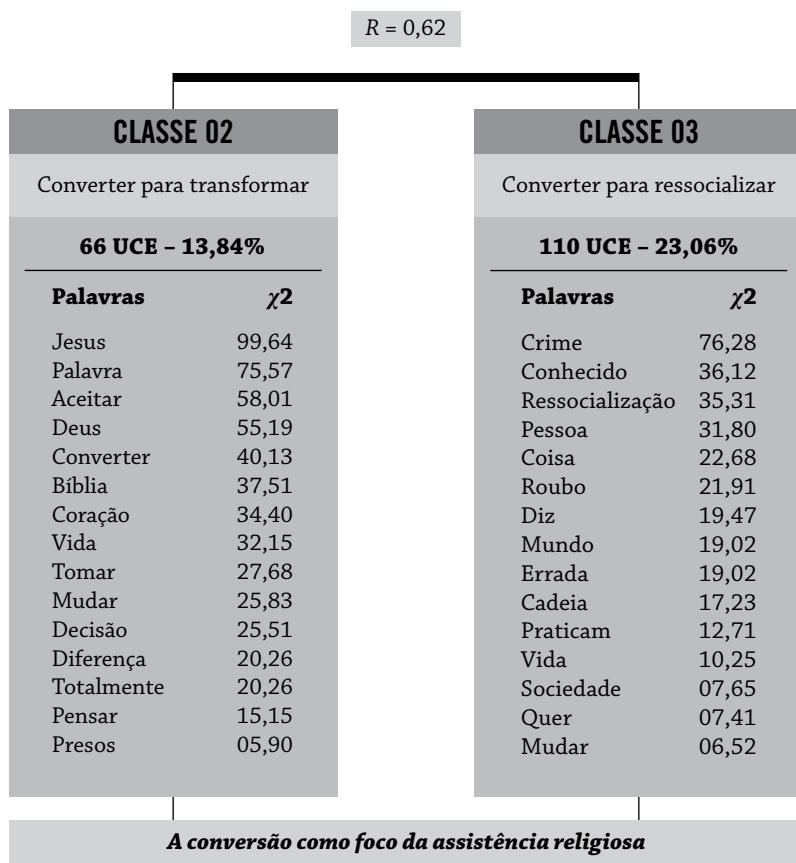 R = 0,62
CLASSE 02
Converter para transformar
66 UCE – 13,84%
Palavras χ2
Jesus 99,64
Palavra 75,57
Aceitar 58,01
Deus 55,19
Converter 40,13
Bíblia 37,51
Coração 34,40
Vida 32,15
Tomar 27,68
Mudar 25,83
Decisão 25,51
Diferença 20,26
Totalmente 20,26
Pensar 15,15
Presos 05,90
CLASSE 03
Converter para ressocializar
110 UCE – 23,06%
Palavras χ2
Crime 76,28
Conhecido 36,12
Ressocialização 35,31
Pessoa 31,80
Coisa 22,68
Roubo 21,91
Diz 19,47
Mundo 19,02
Errada 19,02
Cadeia 17,23
Praticam 12,71
Vida 10,25
Sociedade 07,65
Quer 07,41
Mudar 06,52
A conversão como foco da assistência religiosa